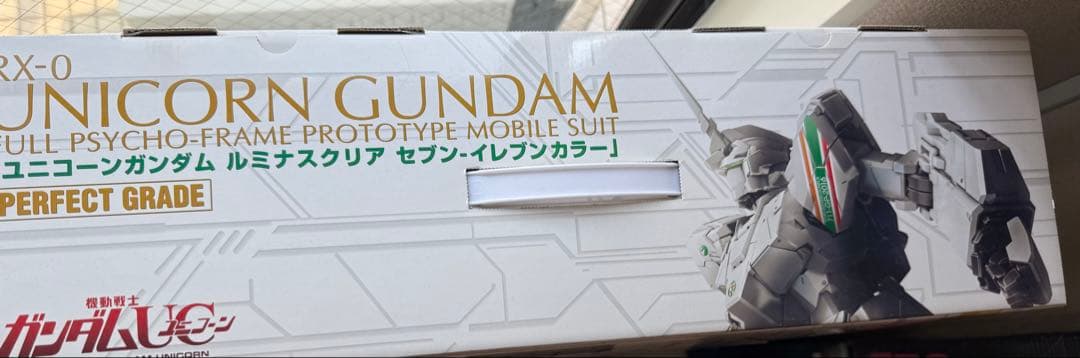 RX-0
UNICORN GUNDAM
FULL PSYCHO-FRAME PROTOTYPE MOBILE SUIT
ユニコーンガンダム ルミナスクリア セブン-イレブンカラー」
PERFECT GRADE
機動戦士
ガンダムUC
ユニコーン
UNICORN